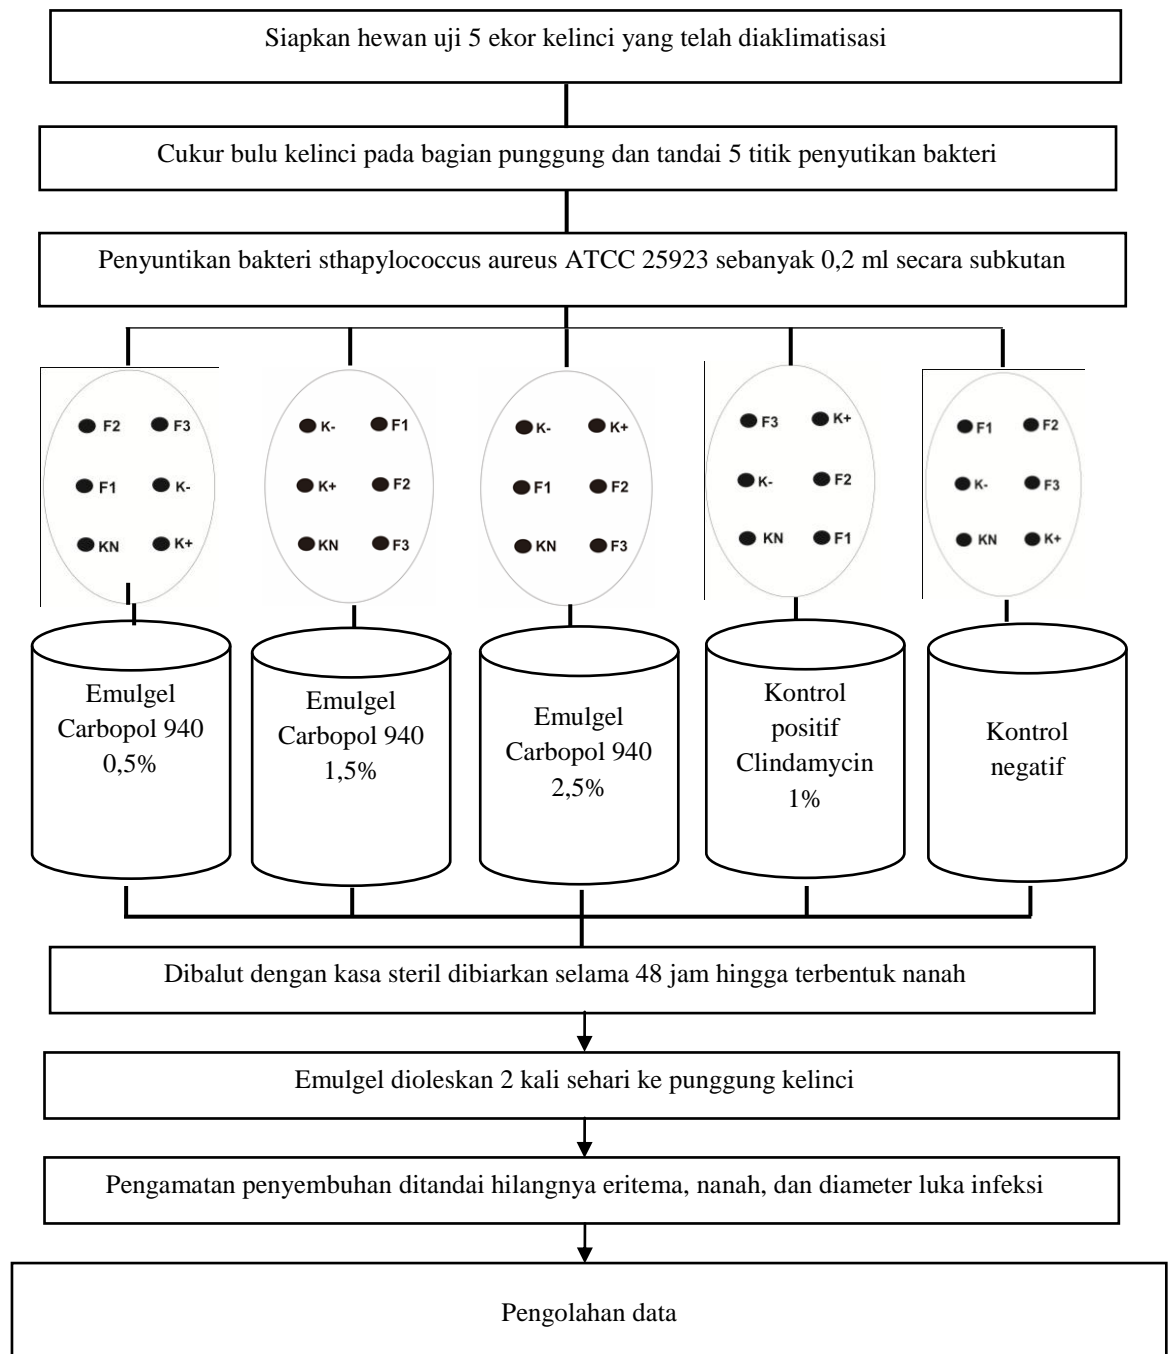 Siapkan hewan uji 5 ekor kelinci yang telah diaklimatisasi
Cukur bulu kelinci pada bagian punggung dan tandai 5 titik penyutikan bakteri
Penyuntikan bakteri sthapylococcus aureus ATCC 25923 sebanyak 0,2 ml secara subkutan
F2 F3
F1 K-
KN K+
K- F1
K+ F2
KN F3
K- K+
F1 F2
KN F3
F3 K+
K- F2
KN F1
F1 F2
K- F3
KN K+
Emulgel
Carbopol 940
0,5%
Emulgel
Carbopol 940
1,5%
Emulgel
Carbopol 940
2,5%
Kontrol
positif
Clindamycin
1%
Kontrol
negatif
Dibalut dengan kasa steril dibiarkan selama 48 jam hingga terbentuk nanah
Emulgel dioleskan 2 kali sehari ke punggung kelinci
Pengamatan penyembuhan ditandai hilangnya eritema, nanah, dan diameter luka infeksi
Pengolahan data